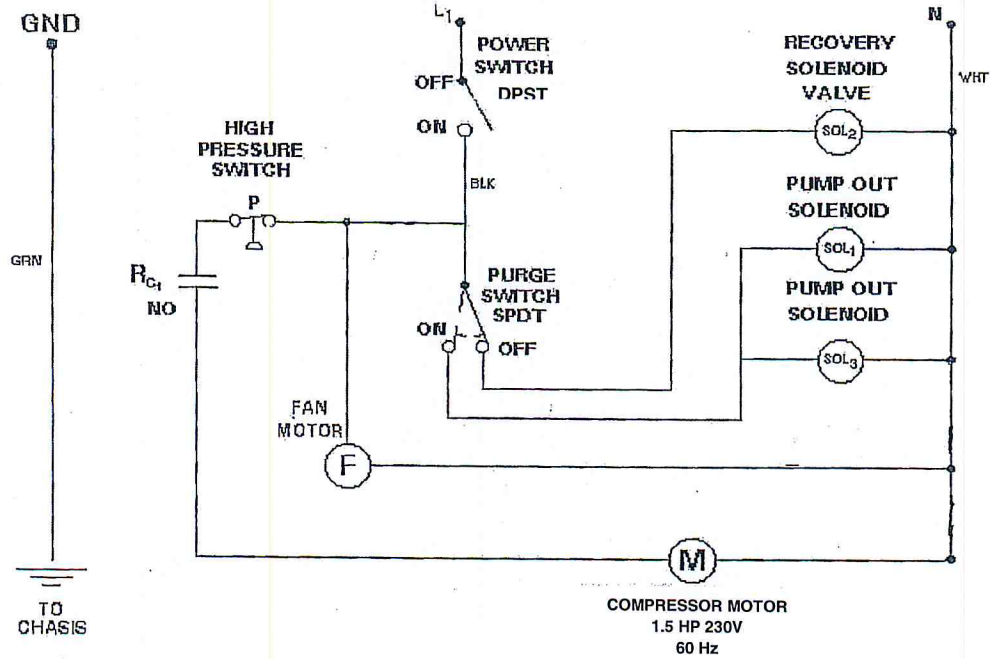 GND
L1
N
POWER
SWITCH
DPST
OFF
ON
RECOVERY
SOLENOID
VALVE
WHT
SOL2
HIGH
PRESSURE
SWITCH
P
BLK
PUMP OUT
SOLENOID
SOL1
GRN
RC1
NO
PURGE
SWITCH
SPDT
ON
OFF
PUMP OUT
SOLENOID
SOL3
FAN
MOTOR
F
M
TO
CHASIS
COMPRESSOR MOTOR
1.5 HP 230V
60 Hz